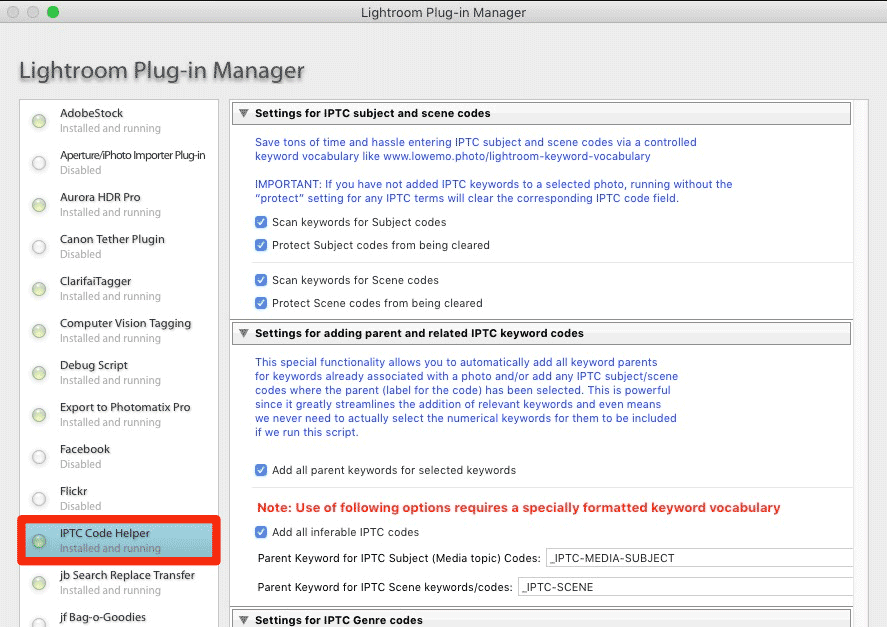 Lightroom Plug-in Manager
Lightroom Plug-in Manager
AdobeStock
Installed and running
Aperture/iPhoto Importer Plug-in
Disabled
Aurora HDR Pro
Installed and running
Canon Tether Plugin
Disabled
ClarifaiTagger
Installed and running
Computer Vision Tagging
Installed and running
Debug Script
Installed and running
Export to Photomatix Pro
Installed and running
Facebook
Disabled
Flickr
Disabled
IPTC Code Helper
Installed and running
jb Search Replace Transfer
Installed and running
jf Bag-o-Goodies
Settings for IPTC subject and scene codes
Save tons of time and hassle entering IPTC subject and scene codes via a controlled
keyword vocabulary like www.lowemo.photo/lightroom-keyword-vocabulary
IMPORTANT: If you have not added IPTC keywords to a selected photo, running without the
“protect” setting for any IPTC terms will clear the corresponding IPTC code field.
Scan keywords for Subject codes
Protect Subject codes from being cleared
Scan keywords for Scene codes
Protect Scene codes from being cleared
Settings for adding parent and related IPTC keyword codes
This special functionality allows you to automatically add all keyword parents
for keywords already associated with a photo and/or add any IPTC subject/scene
codes where the parent (label for the code) has been selected. This is powerful
since it greatly streamlines the addition of relevant keywords and even means
we never need to actually select the numerical keywords for them to be included
if we run this script.
Add all parent keywords for selected keywords
Note: Use of following options requires a specially formatted keyword vocabulary
Add all inferable IPTC codes
Parent Keyword for IPTC Subject (Media topic) Codes: _IPTC-MEDIA-SUBJECT
Parent Keyword for IPTC Scene keywords/codes: _IPTC-SCENE
Settings for IPTC Genre codes